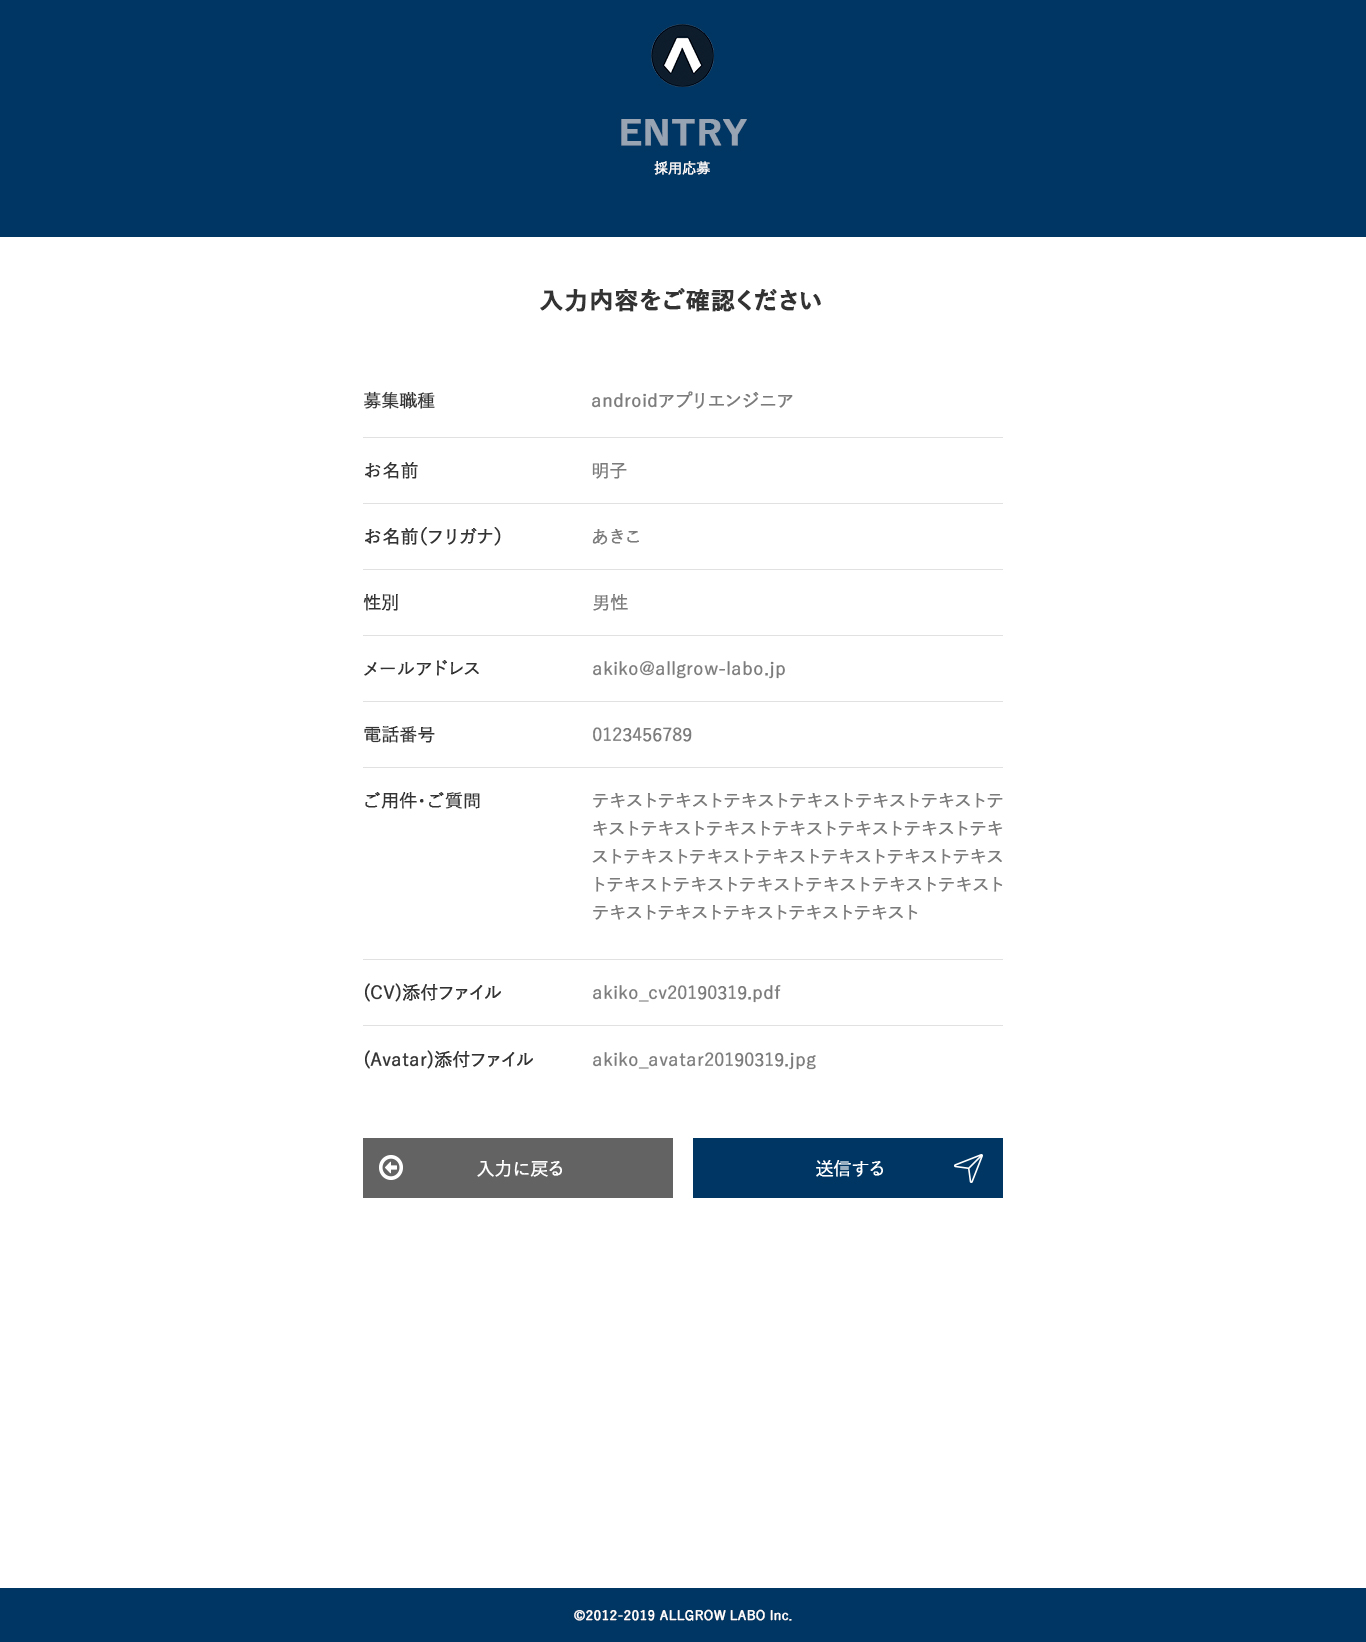 ENTRY
採用応募
入力内容をご確認ください
募集職種 androidアプリエンジニア
お名前 明子
お名前(フリガナ) あきこ
性別 男性
メールアドレス akiko@allgrow-labo.jp
電話番号 0123456789
ご用件・ご質問 テキストテキストテキストテキストテキストテキストテ
キストテキストテキストテキストテキストテキストテキ
ストテキストテキストテキストテキストテキストテキス
トテキストテキストテキストテキストテキストテキスト
テキストテキストテキストテキストテキスト
(CV)添付ファイル akiko_cv20190319.pdf
(Avatar)添付ファイル akiko_avatar20190319.jpg
入力に戻る 送信する
©2012-2019 ALLGROW LABO Inc.